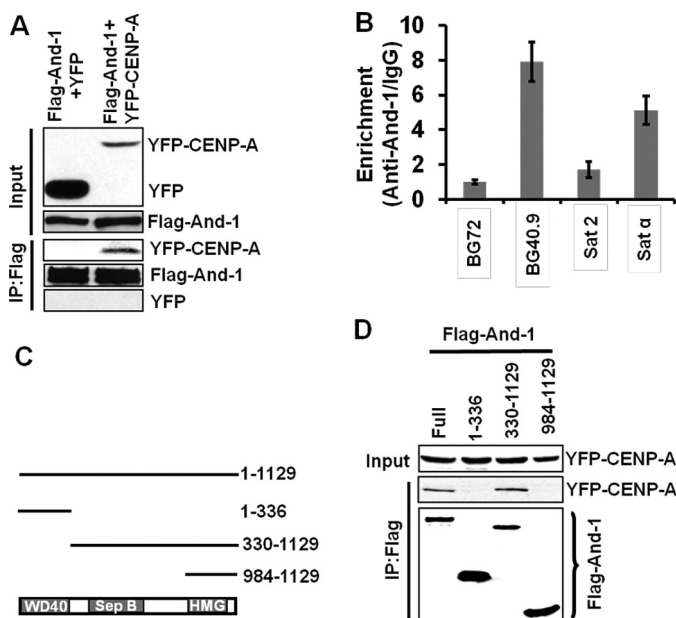 A
Flag-And-1
+YFP
Flag-And-1+
YFP-CENP-A
Input
YFP-CENP-A
YFP
Flag-And-1
IP:Flag
YFP-CENP-A
Flag-And-1
YFP
B
Enrichment
(Anti-And-1/IgG)
10
8
6
4
2
0
BG72
BG40.9
Sat 2
Sat α
C
1-1129
1-336
330-1129
984-1129
WD40
Sep B
HMG
D
Flag-And-1
Full
1-336
330-1129
984-1129
Input
YFP-CENP-A
IP:Flag
YFP-CENP-A
Flag-And-1